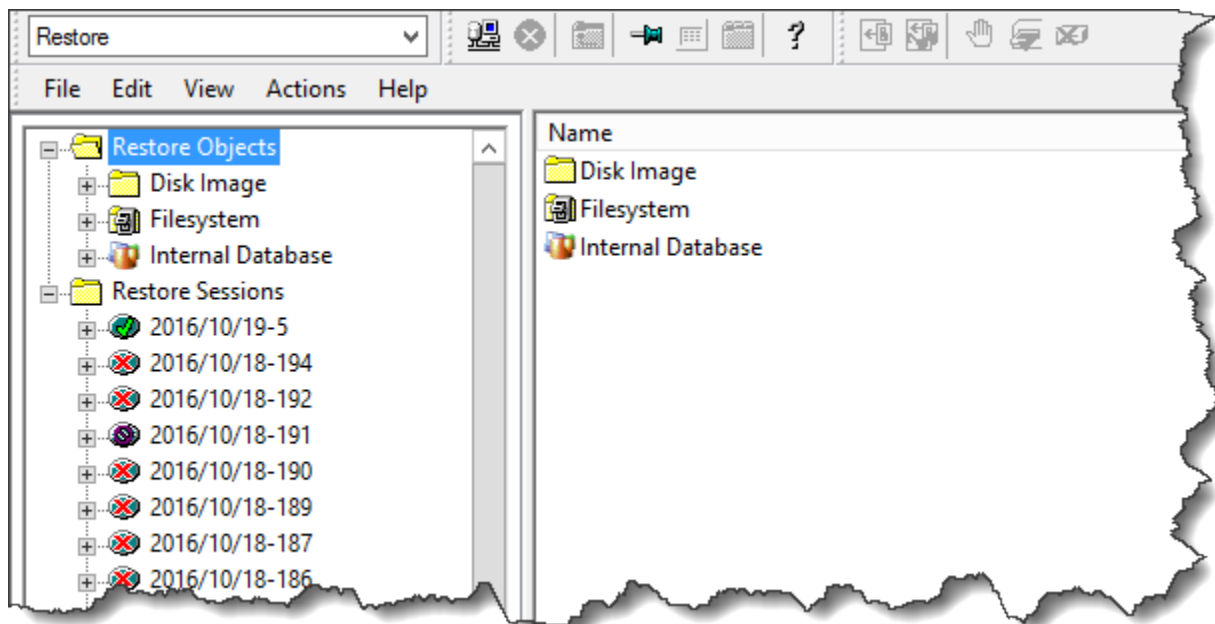 Restore
File Edit View Actions Help
Restore Objects
Disk Image
Filesystem
Internal Database
Restore Sessions
2016/10/19-5
2016/10/18-194
2016/10/18-192
2016/10/18-191
2016/10/18-190
2016/10/18-189
2016/10/18-187
2016/10/18-186
Name
Disk Image
Filesystem
Internal Database